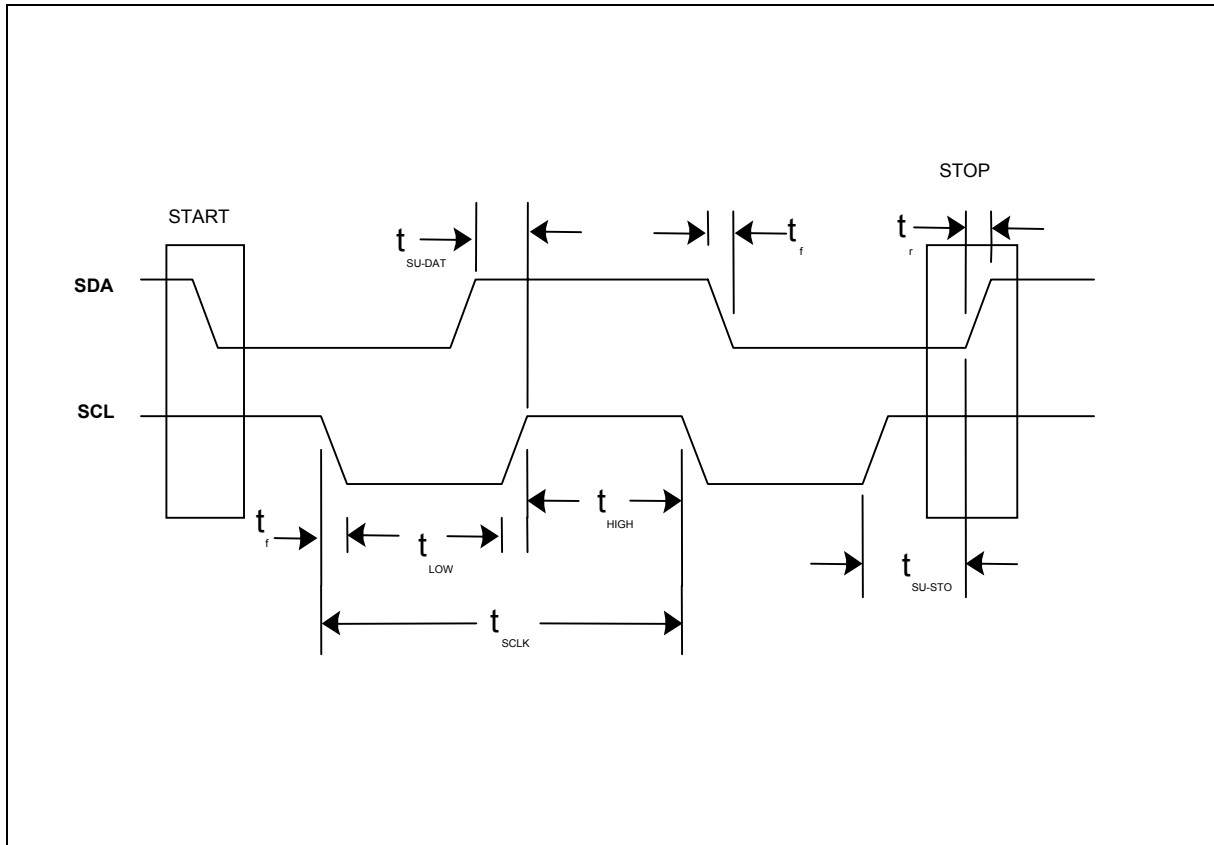 STOP
START
t SU-DAT
t f
t r
SDA
SCL
t f
t LOW
t HIGH
t SU-STO
t SCLK